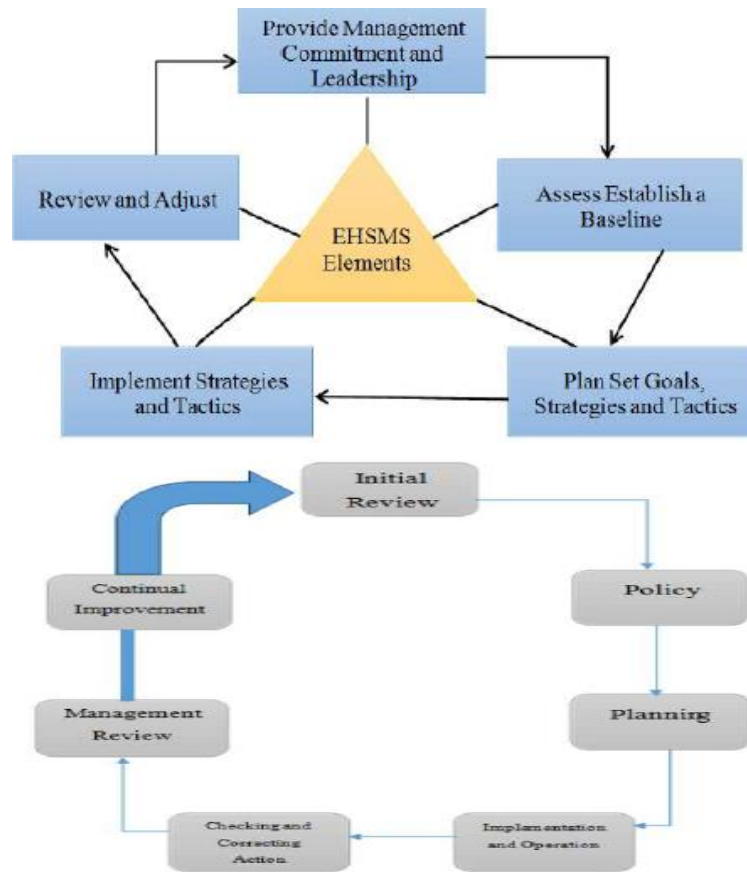 Provide Management
Commitment and
Leadership
Review and Adjust
Assess Establish a
Baseline
EHSMS
Elements
Implement Strategies
and Tactics
Plan Set Goals,
Strategies and Tactics
Initial
Review
Continual
Improvement
Policy
Management
Review
Planning
Checking and
Correcting
Action
Implementation
and Operation